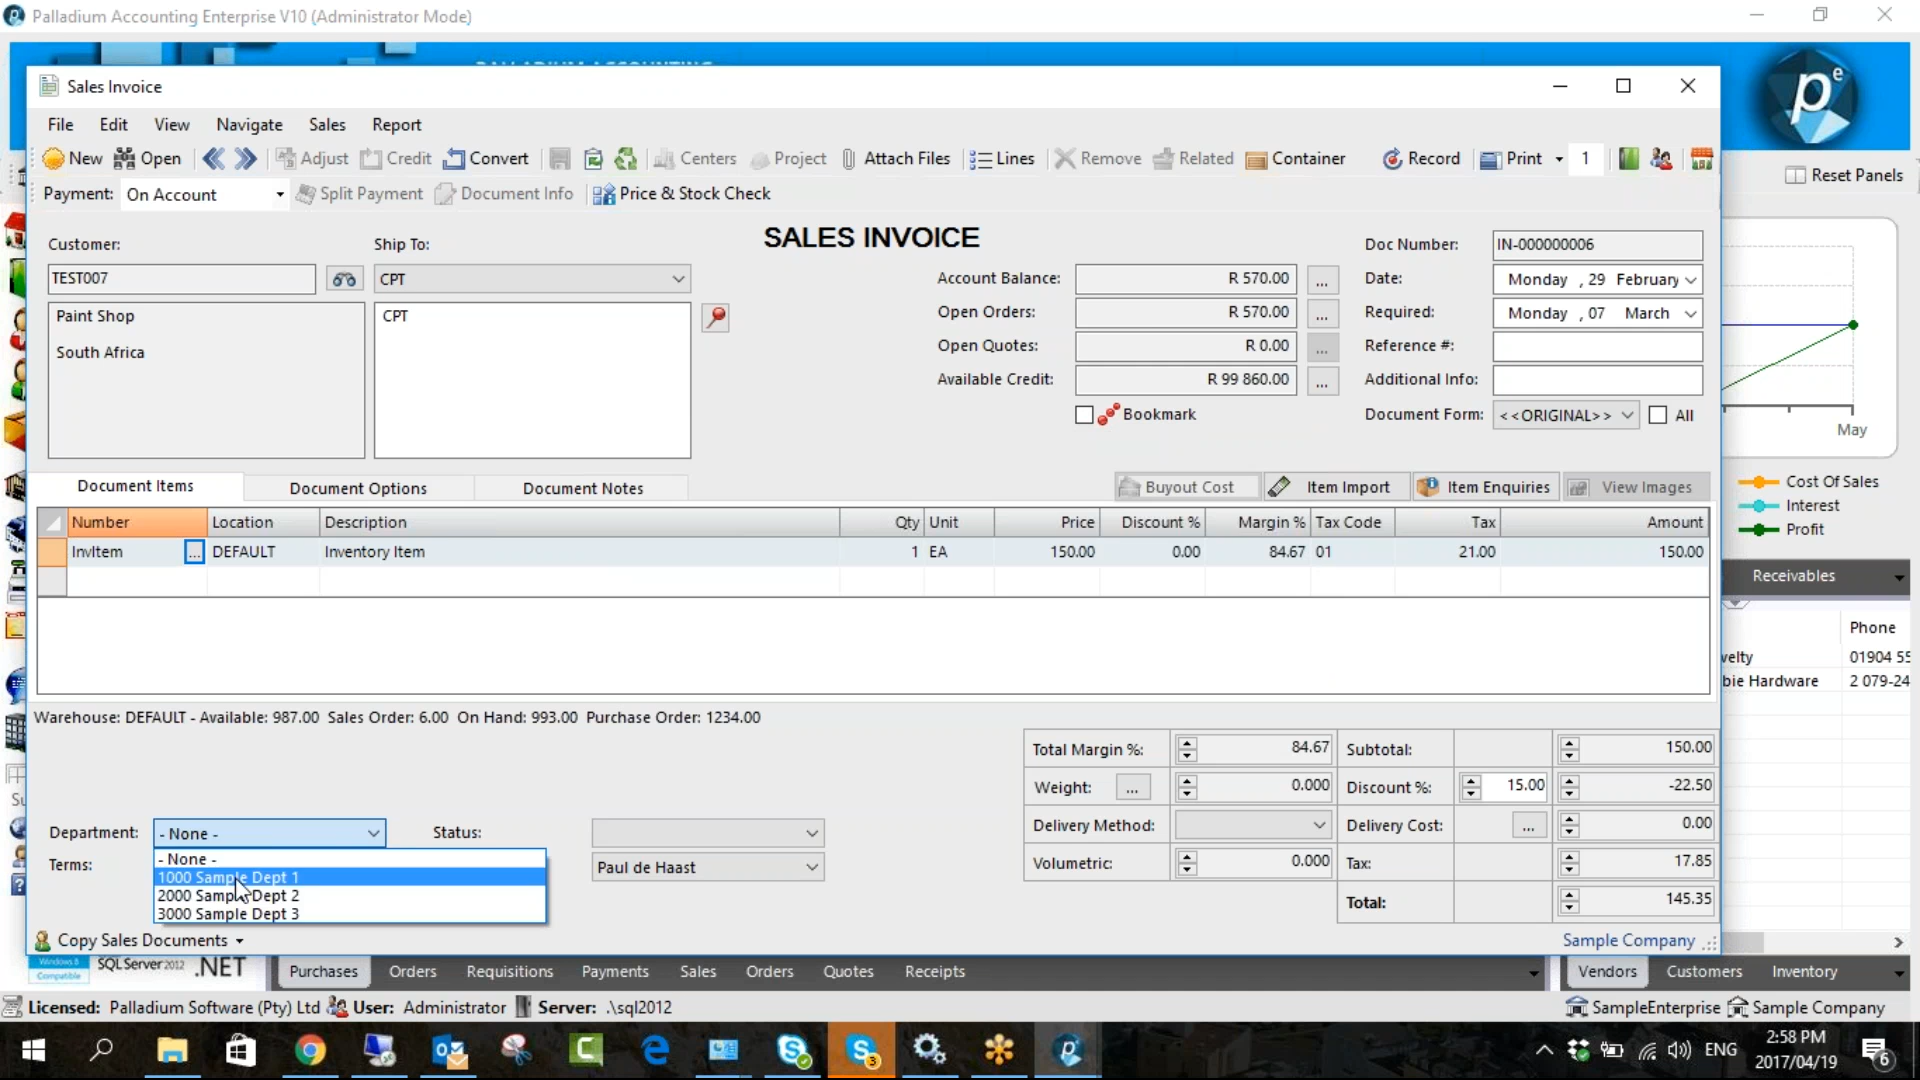 Palladium Accounting Enterprise V10 (Administrator Mode)
Sales Invoice
File Edit View Navigate Sales Report
New Open Adjust Credit Convert Centers Project Attach Files Lines Remove Related Container Record Print 1
Reset Panels
Payment: On Account Split Payment Document Info Price & Stock Check
Customer: Ship To: SALES INVOICE Doc Number: IN-000000006
TEST007 CPT Account Balance: R 570.00 ... Date: Monday , 29 February
Paint Shop CPT Open Orders: R 570.00 ... Required: Monday , 07 March
South Africa Open Quotes: R 0.00 ... Reference #:
Available Credit: R 99 860.00 ... Additional Info:
Bookmark Document Form: <<ORIGINAL>> All
May
Document Items Document Options Document Notes Buyout Cost Item Import Item Enquiries View Images
Cost Of Sales
Interest
Profit
Number Location Description Qty Unit Price Discount % Margin % Tax Code Tax Amount
InvItem ... DEFAULT Inventory Item 1 EA 150.00 0.00 84.67 01 21.00 150.00
Receivables
Phone
velty 01904 55
bie Hardware 2 079-24
Warehouse: DEFAULT - Available: 987.00 Sales Order: 6.00 On Hand: 993.00 Purchase Order: 1234.00
Total Margin %: 84.67 Subtotal: 150.00
Weight: ... 0.000 Discount %: 15.00 -22.50
Department: - None - Status: Delivery Method: Delivery Cost: ... 0.00
Terms: Paul de Haast Volumetric: 0.000 Tax: 17.85
- None -
1000 Sample Dept 1
2000 Sample Dept 2
3000 Sample Dept 3
Total: 145.35
Copy Sales Documents Sample Company
Windows 8 Compatible SQL Server 2012 .NET
Purchases Orders Requisitions Payments Sales Orders Quotes Receipts Vendors Customers Inventory
Licensed: Palladium Software (Pty) Ltd User: Administrator Server: .\sql2012 SampleEnterprise Sample Company
ENG 2:58 PM
2017/04/19
3
6